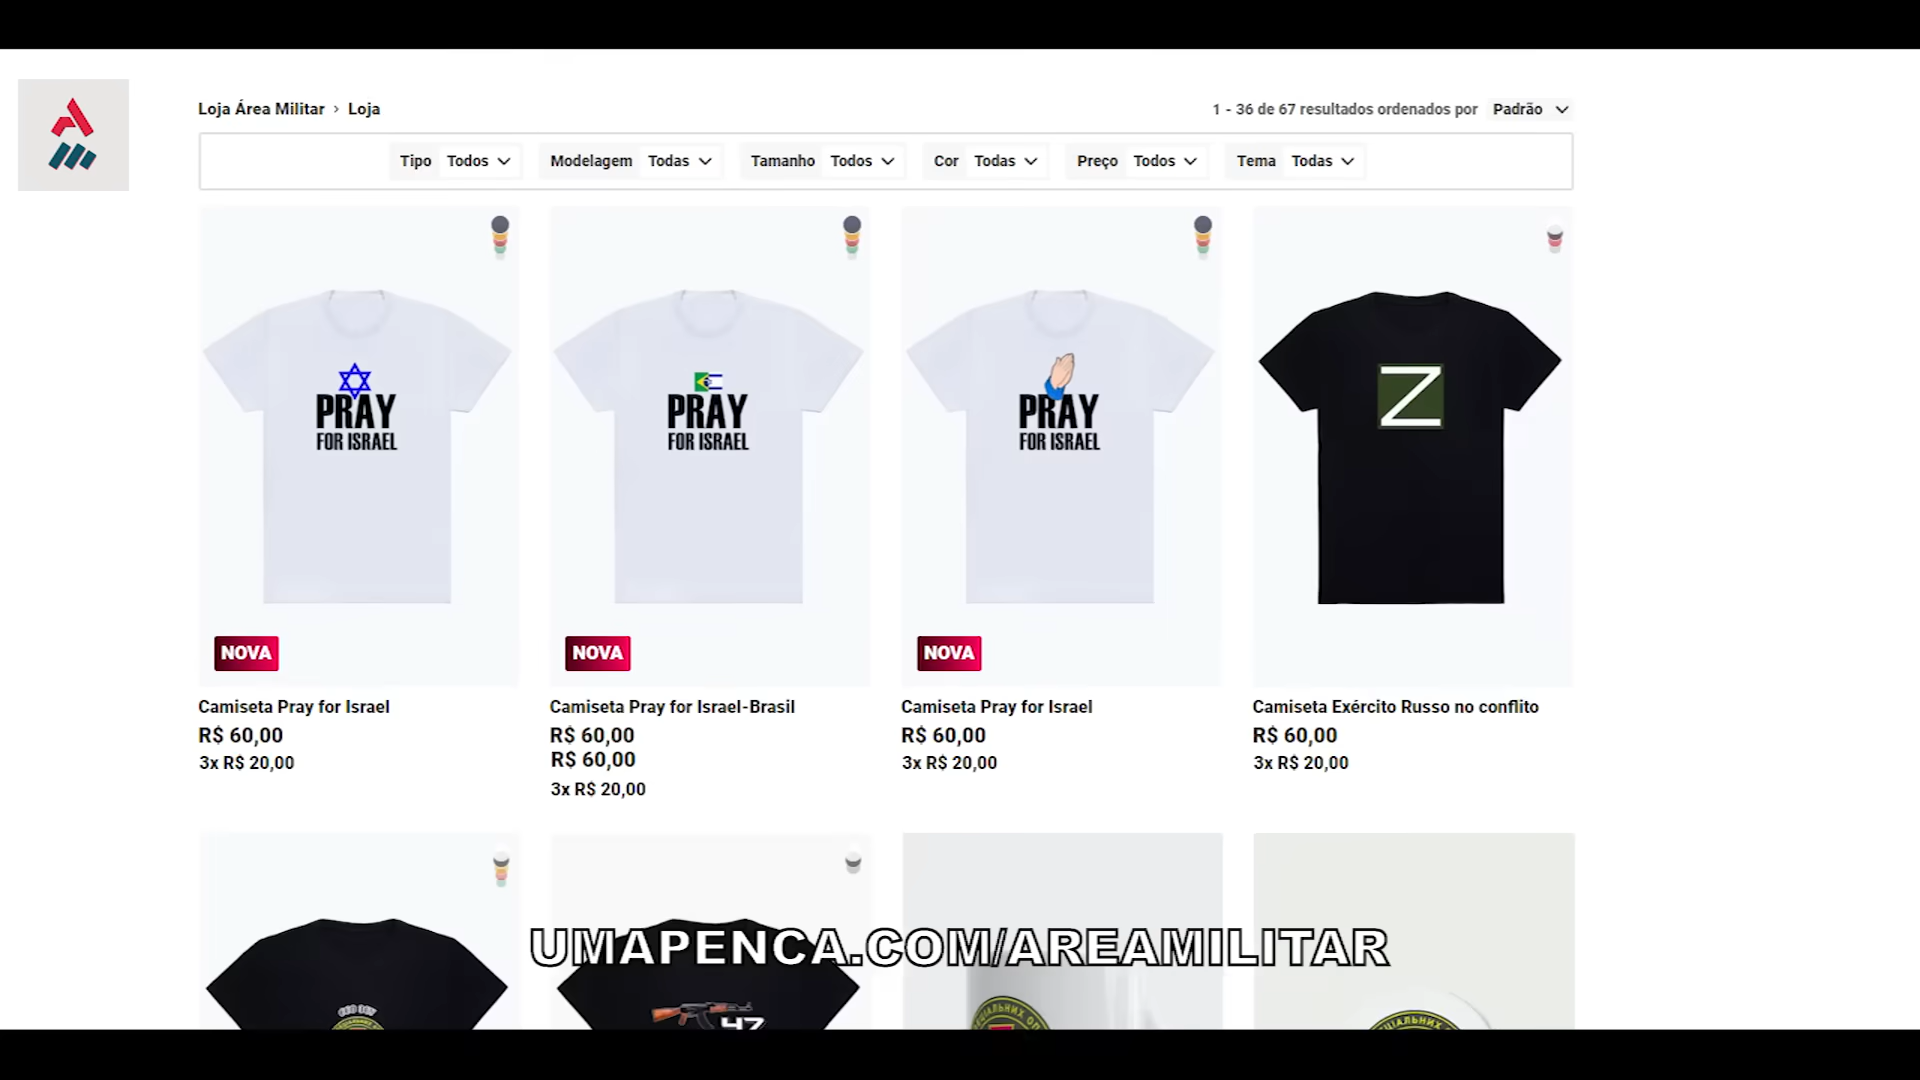 Loja Área Militar › Loja
1 - 36 de 67 resultados ordenados por Padrão
Tipo Todos Modelagem Todas Tamanho Todos Cor Todas Preço Todos Tema Todas
PRAY
FOR ISRAEL
PRAY
FOR ISRAEL
PRAY
FOR ISRAEL
Z
NOVA
NOVA
NOVA
Camiseta Pray for Israel
R$ 60,00
3x R$ 20,00
Camiseta Pray for Israel-Brasil
R$ 60,00
R$ 60,00
3x R$ 20,00
Camiseta Pray for Israel
R$ 60,00
3x R$ 20,00
Camiseta Exército Russo no conflito
R$ 60,00
3x R$ 20,00
47
UMAPENCA.COM/AREAMILITAR